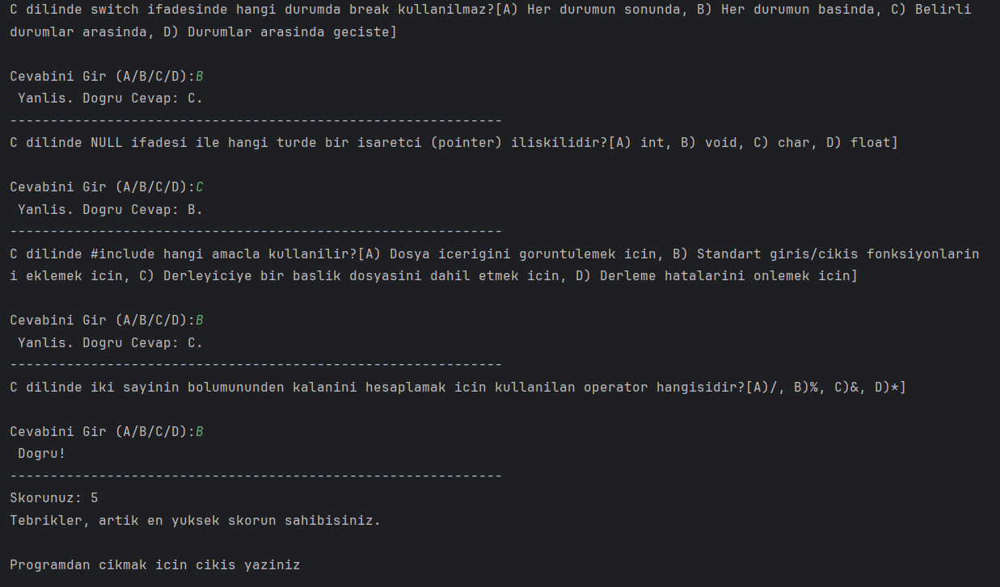 C dilinde switch ifadesinde hangi durumda break kullanilmaz?[A) Her durumun sonunda, B) Her durumun basinda, C) Belirli
durumlar arasinda, D) Durumlar arasinda geciste]
Cevabini Gir (A/B/C/D):B
Yanlis. Dogru Cevap: C.
-------------------------------------------------------------
C dilinde NULL ifadesi ile hangi turde bir isaretci (pointer) iliskilidir?[A) int, B) void, C) char, D) float]
Cevabini Gir (A/B/C/D):C
Yanlis. Dogru Cevap: B.
-------------------------------------------------------------
C dilinde #include hangi amacla kullanilir?[A) Dosya icerigini goruntulemek icin, B) Standart giris/cikis fonksiyonlarin
i eklemek icin, C) Derleyiciye bir baslik dosyasini dahil etmek icin, D) Derleme hatalarini onlemek icin]
Cevabini Gir (A/B/C/D):B
Yanlis. Dogru Cevap: C.
-------------------------------------------------------------
C dilinde iki sayinin bolumununden kalanini hesaplamak icin kullanilan operator hangisidir?[A)/, B)%, C)&, D)*]
Cevabini Gir (A/B/C/D):B
Dogru!
-------------------------------------------------------------
Skorunuz: 5
Tebrikler, artik en yuksek skorun sahibisiniz.
Programdan cikmak icin cikis yaziniz